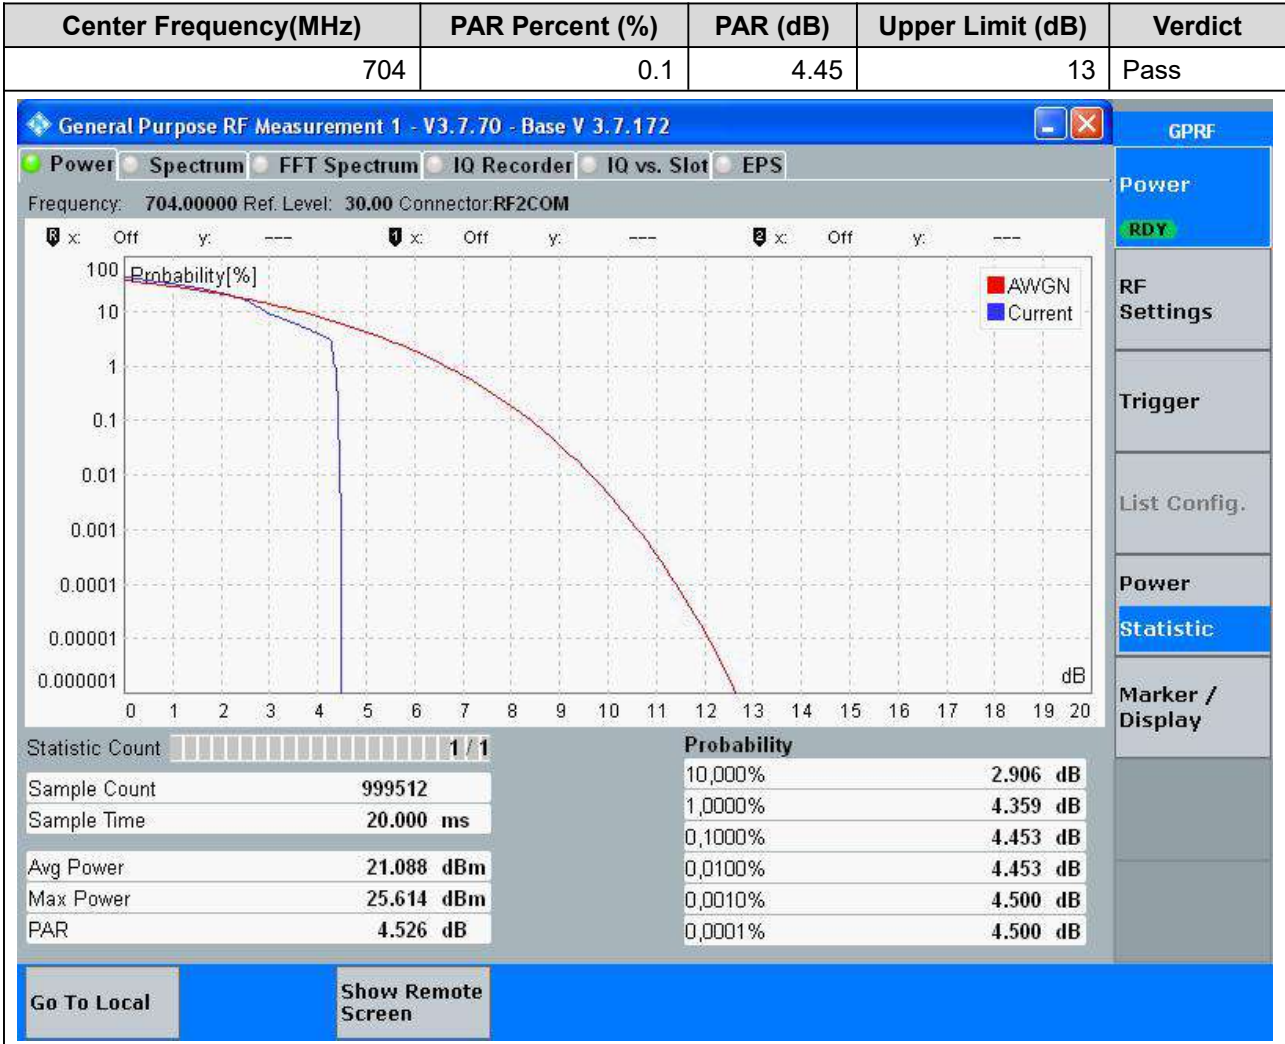 Center Frequency(MHz) PAR Percent (%) PAR (dB) Upper Limit (dB) Verdict
704 0.1 4.45 13 Pass
General Purpose RF Measurement 1 - V3.7.70 - Base V 3.7.172
GPRF
Power Spectrum FFT Spectrum IQ Recorder IQ vs. Slot EPS
Frequency: 704.00000 Ref. Level: 30.00 Connector:RF2COM
R x: Off y: --- 1 x: Off y: --- 2 x: Off y: ---
Probability[%]
AWGN
Current
100
10
1
0.1
0.01
0.001
0.0001
0.00001
0.000001
dB
0 1 2 3 4 5 6 7 8 9 10 11 12 13 14 15 16 17 18 19 20
Statistic Count 1 / 1
Sample Count 999512
Sample Time 20.000 ms
Avg Power 21.088 dBm
Max Power 25.614 dBm
PAR 4.526 dB
Probability
10,000% 2.906 dB
1,0000% 4.359 dB
0,1000% 4.453 dB
0,0100% 4.453 dB
0,0010% 4.500 dB
0,0001% 4.500 dB
Power
RDY
RF
Settings
Trigger
List Config.
Power
Statistic
Marker /
Display
Go To Local
Show Remote
Screen